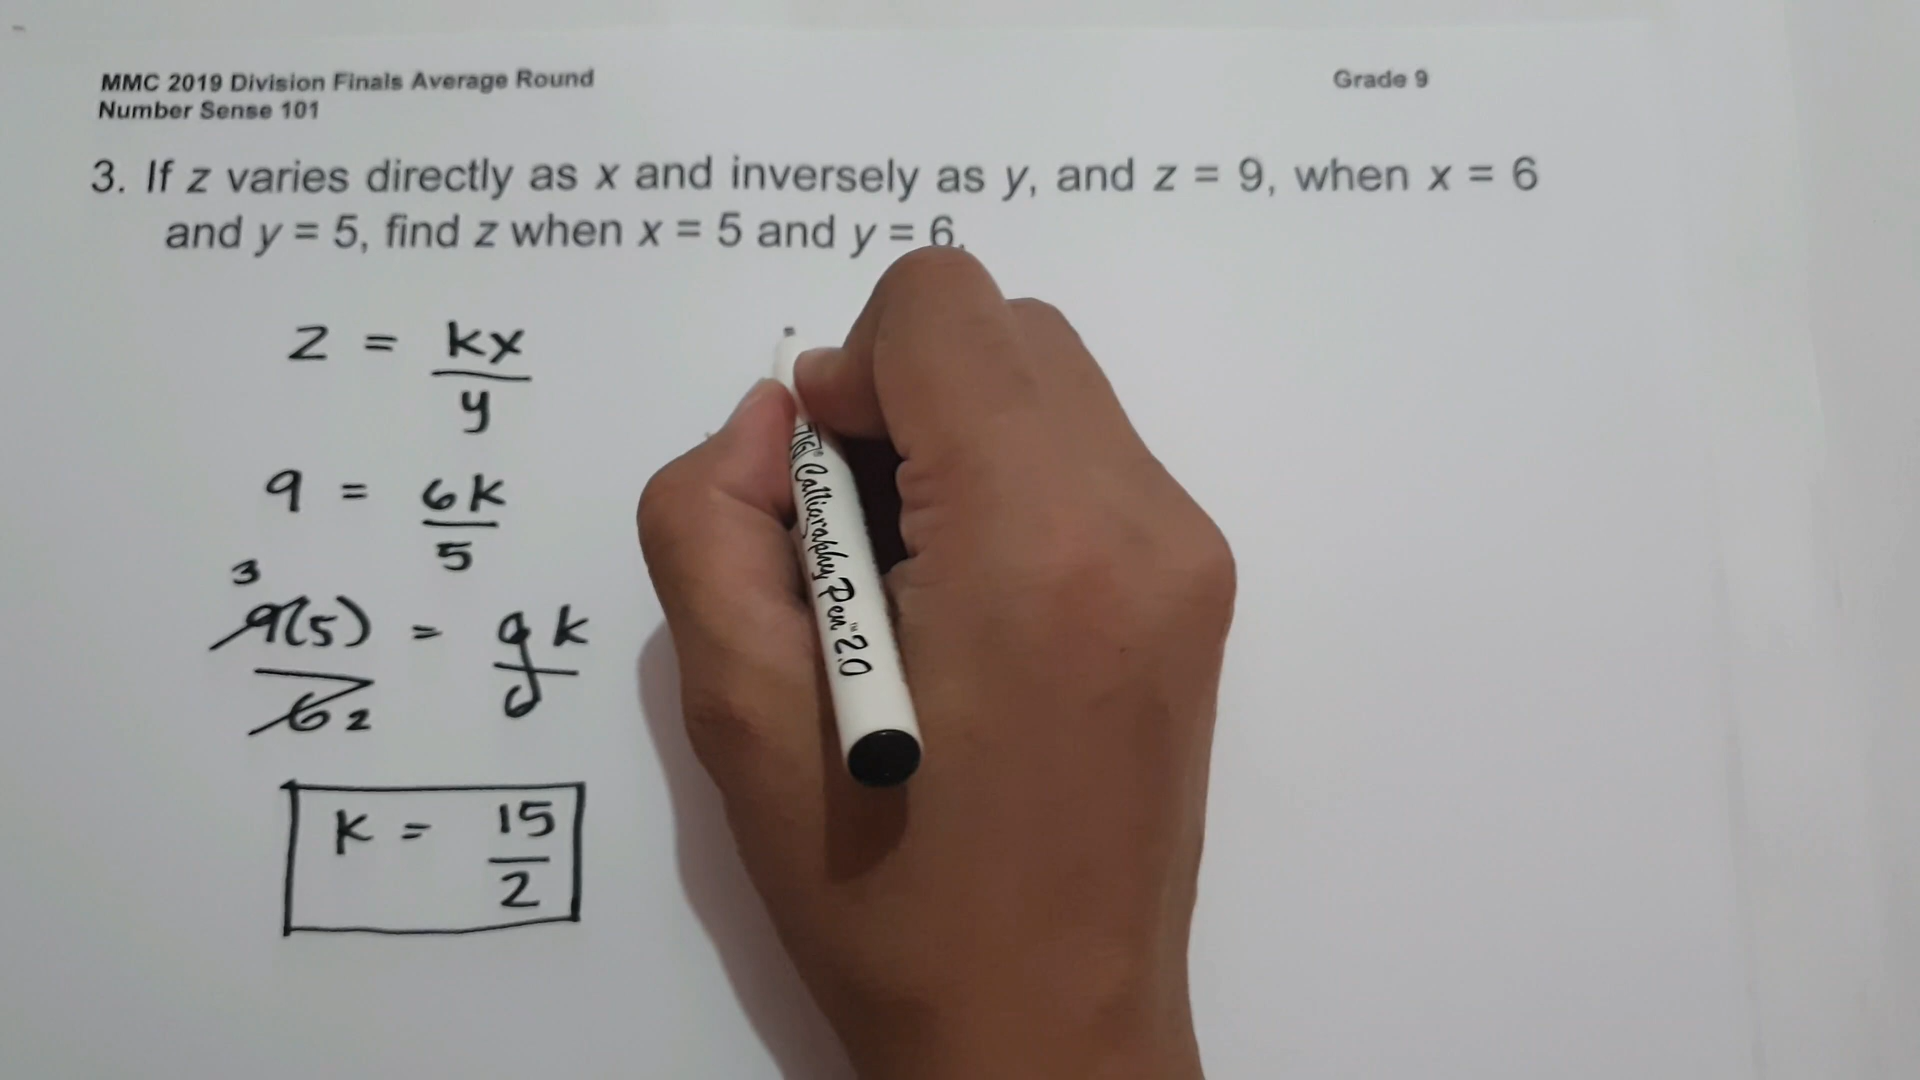 MMC 2019 Division Finals Average Round
Grade 9
Number Sense 101
3. If z varies directly as x and inversely as y, and z = 9, when x = 6
and y = 5, find z when x = 5 and y = 6.
z = kx
y
9 = 6k
5
3
9(5) = 6k
6 2 6
k = 15
2
ZIG® Calligraphy Pen™ 2.0